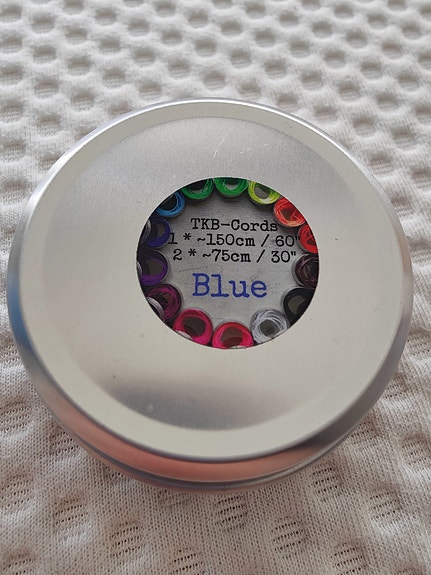 TKB-Cords
1 * ~150cm / 60"
2 * ~75cm / 30"
Blue